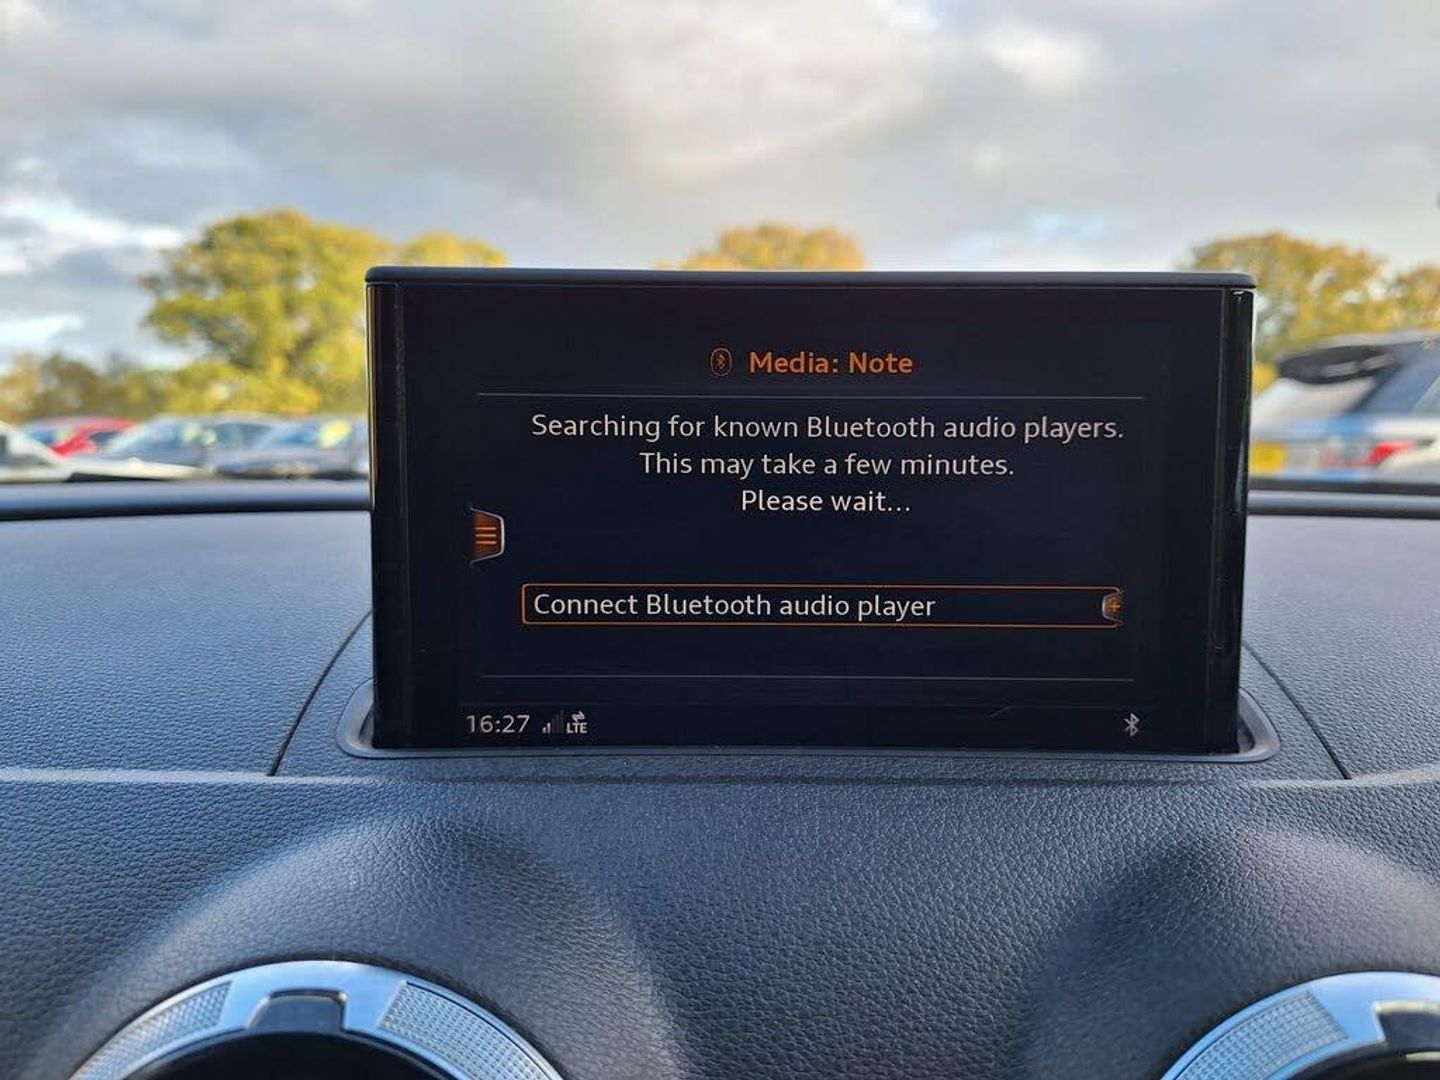 Media: Note
Searching for known Bluetooth audio players.
This may take a few minutes.
Please wait...
Connect Bluetooth audio player
16:27 LTE